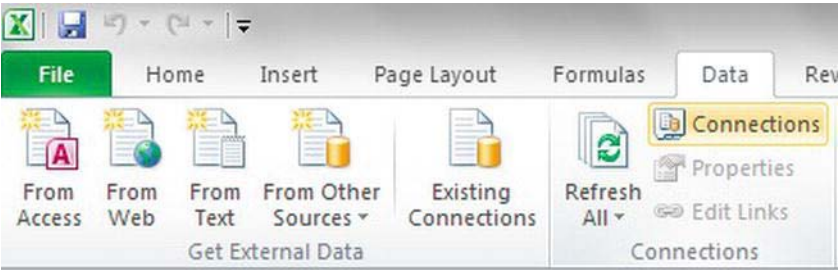 File Home Insert Page Layout Formulas Data Rev
Connections
Properties
From From From From Other Existing Refresh
Access Web Text Sources Connections All Edit Links
Get External Data Connections